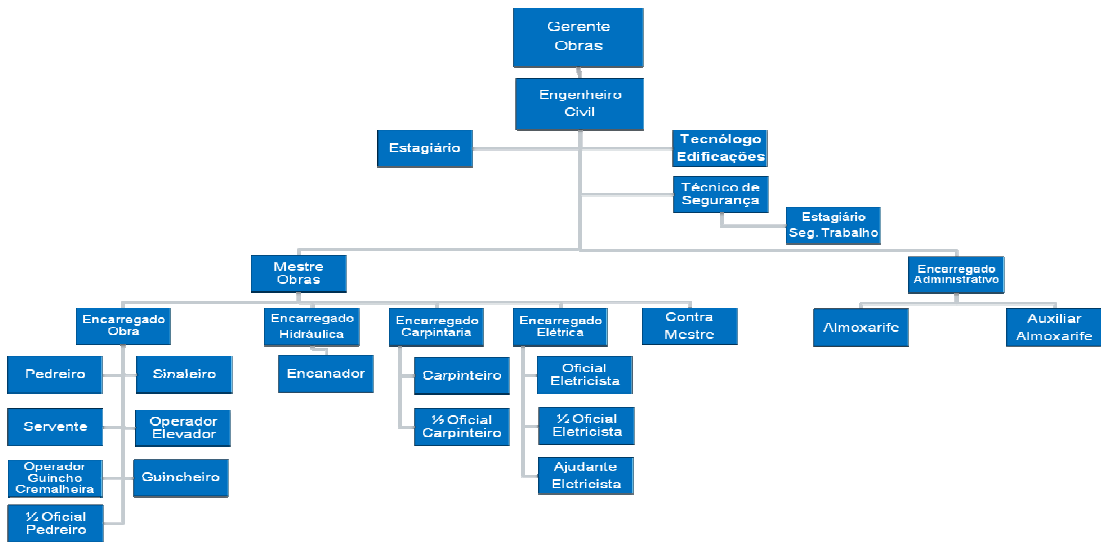 Gerente
Obras
Engenheiro
Civil
Estagiário
Tecnólogo
Edificações
Técnico de
Segurança
Estagiário
Seg. Trabalho
Mestre
Obras
Encarregado
Administrativo
Encarregado
Obra
Encarregado
Hidráulica
Encarregado
Carpintaria
Encarregado
Elétrica
Contra
Mestre
Almoxarife
Auxiliar
Almoxarife
Pedreiro
Sinaleiro
Encanador
Carpinteiro
Oficial
Eletricista
Servente
Operador
Elevador
½ Oficial
Carpinteiro
½ Oficial
Eletricista
Operador
Guincho
Cremalheira
Guincheiro
Ajudante
Eletricista
½ Oficial
Pedreiro